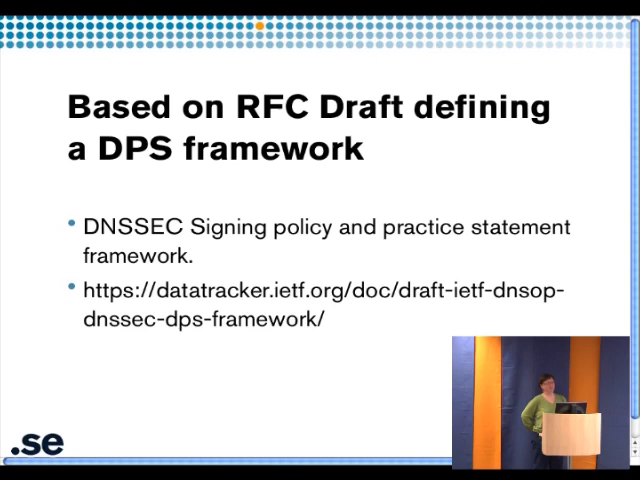 Based on RFC Draft defining
a DPS framework
DNSSEC Signing policy and practice statement
framework.
https://datatracker.ietf.org/doc/draft-ietf-dnsop-
dnssec-dps-framework/
.se